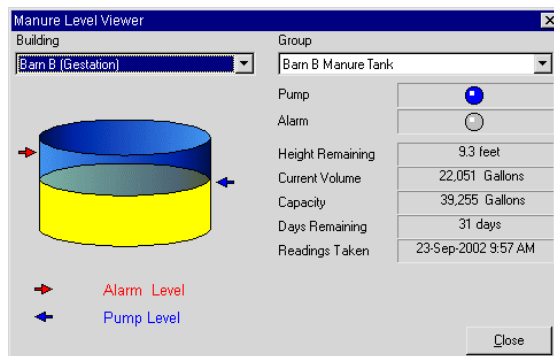 Manure Level Viewer
Building
Group
Barn B (Gestation)
Barn B Manure Tank
Pump
Alarm
Height Remaining 9.3 feet
Current Volume 22,051 Gallons
Capacity 39,255 Gallons
Days Remaining 31 days
Readings Taken 23-Sep-2002 9:57 AM
Alarm Level
Pump Level
Close